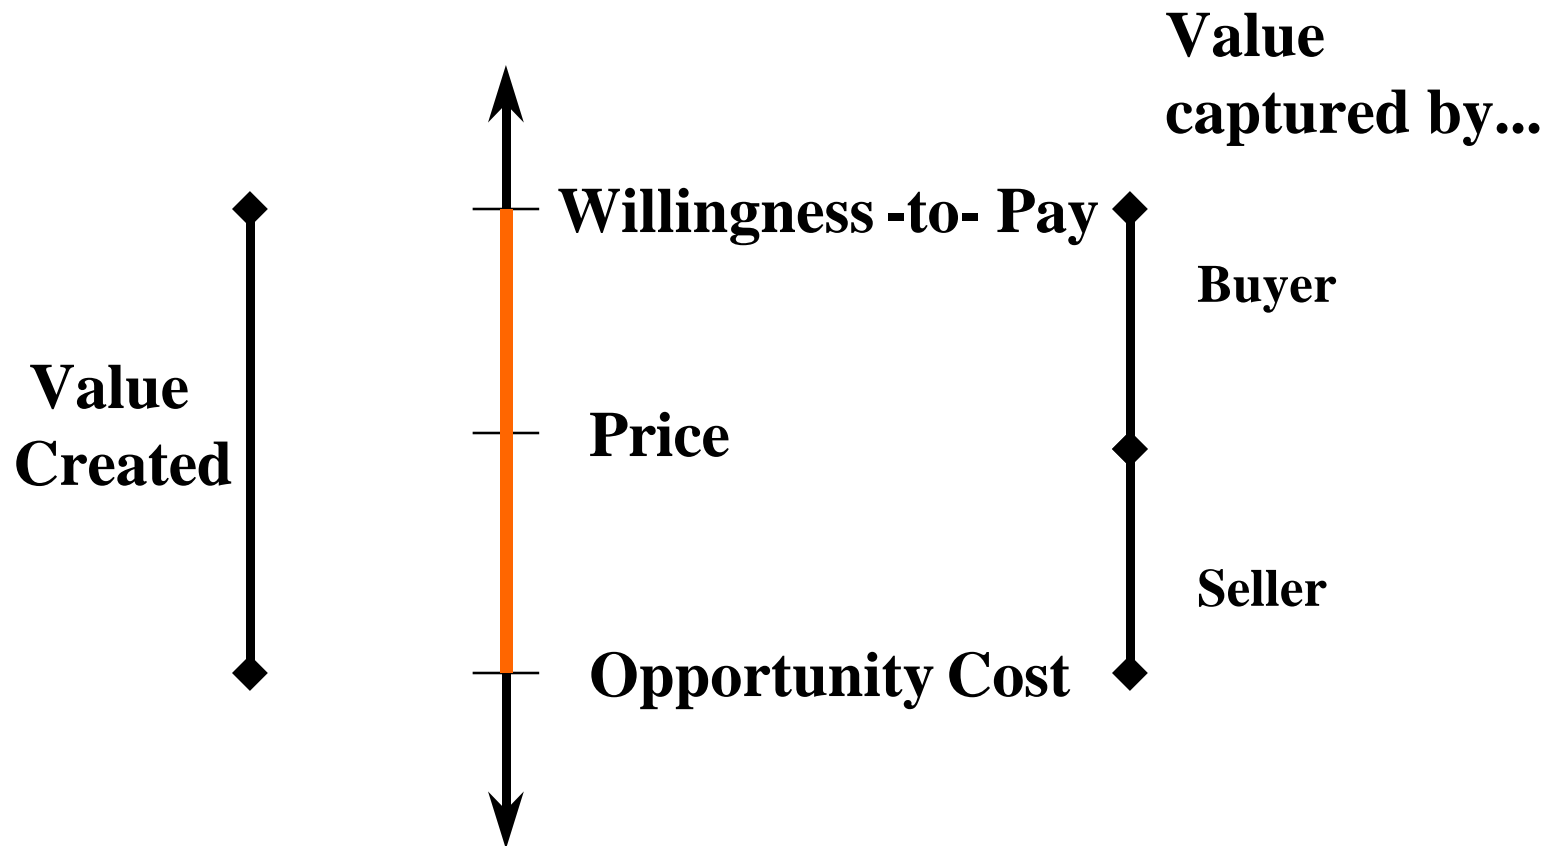 Value
captured by...
Willingness -to- Pay
Buyer
Value
Created
Price
Seller
Opportunity Cost